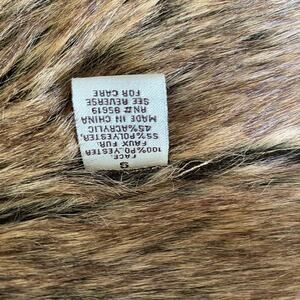 S
FACE:
100%POLYESTER
FAUX FUR:
55%POLYESTER,
45%ACRYLIC
MADE IN CHINA
RN# 85619
SEE REVERSE
FOR CARE